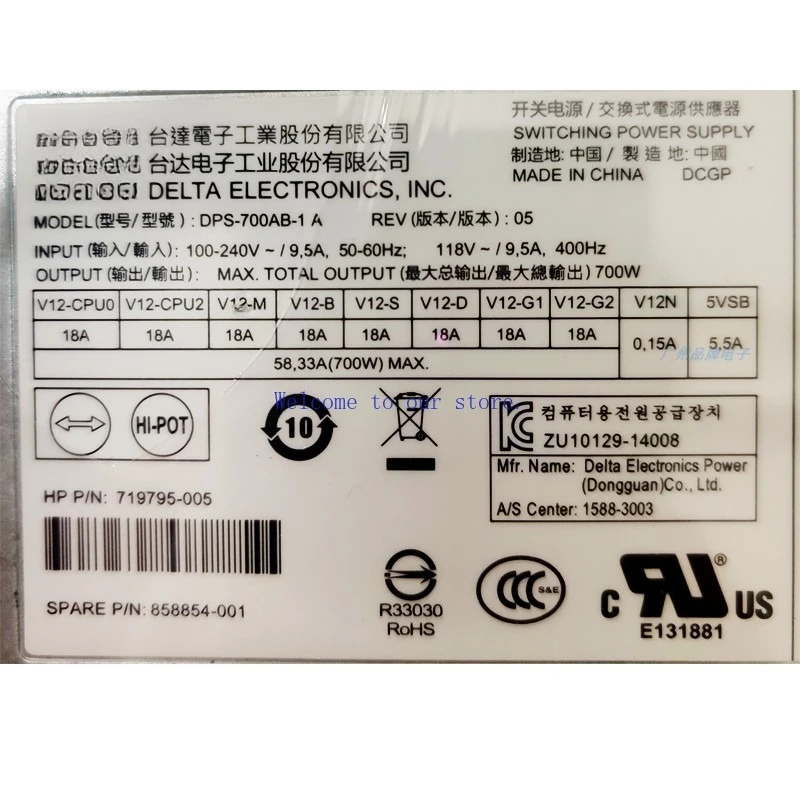 开关电源 / 交換式電源供應器
SWITCHING POWER SUPPLY
制造地: 中国 / 製造地: 中國
MADE IN CHINA DCGP
台達電子工業股份有限公司
台达电子工业股份有限公司
DELTA ELECTRONICS, INC.
MODEL(型号/型號) : DPS-700AB-1 A REV (版本/版本) : 05
INPUT (输入/輸入): 100-240V ~ / 9,5A, 50-60Hz; 118V ~ / 9,5A, 400Hz
OUTPUT (输出/輸出): MAX. TOTAL OUTPUT (最大总输出/最大總輸出) 700W
V12-CPU0 V12-CPU2 V12-M V12-B V12-S V12-D V12-G1 V12-G2 V12N 5VSB
18A 18A 18A 18A 18A 18A 18A 18A 0,15A 5,5A
58,33A(700W) MAX.
广州品牌电子
Welcome to our store
HI-POT
10
컴퓨터용전원공급장치
ZU10129-14008
Mfr. Name: Delta Electronics Power
(Dongguan)Co., Ltd.
A/S Center: 1588-3003
HP P/N: 719795-005
SPARE P/N: 858854-001
R33030
RoHS
CCC S&E
c RU ® US
E131881